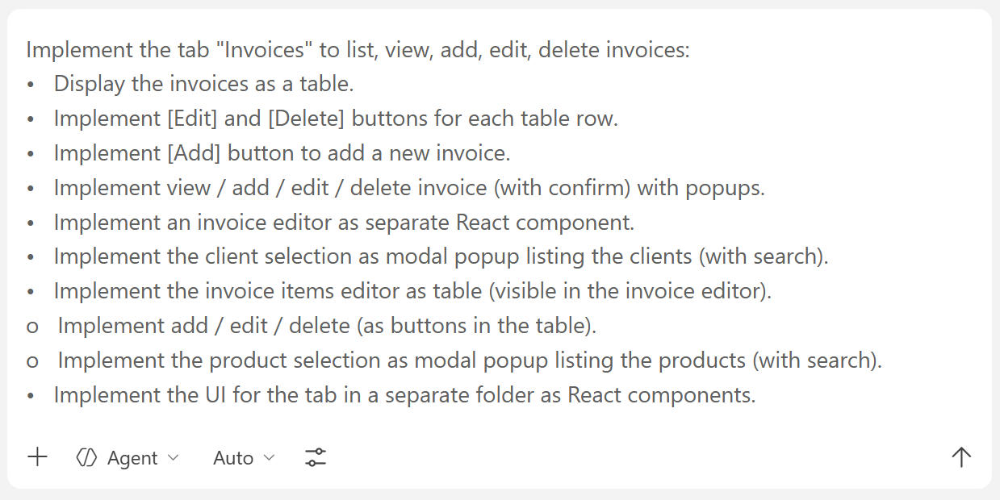 Implement the tab "Invoices" to list, view, add, edit, delete invoices:
• Display the invoices as a table.
• Implement [Edit] and [Delete] buttons for each table row.
• Implement [Add] button to add a new invoice.
• Implement view / add / edit / delete invoice (with confirm) with popups.
• Implement an invoice editor as separate React component.
• Implement the client selection as modal popup listing the clients (with search).
• Implement the invoice items editor as table (visible in the invoice editor).
o Implement add / edit / delete (as buttons in the table).
o Implement the product selection as modal popup listing the products (with search).
• Implement the UI for the tab in a separate folder as React components.
Agent Auto